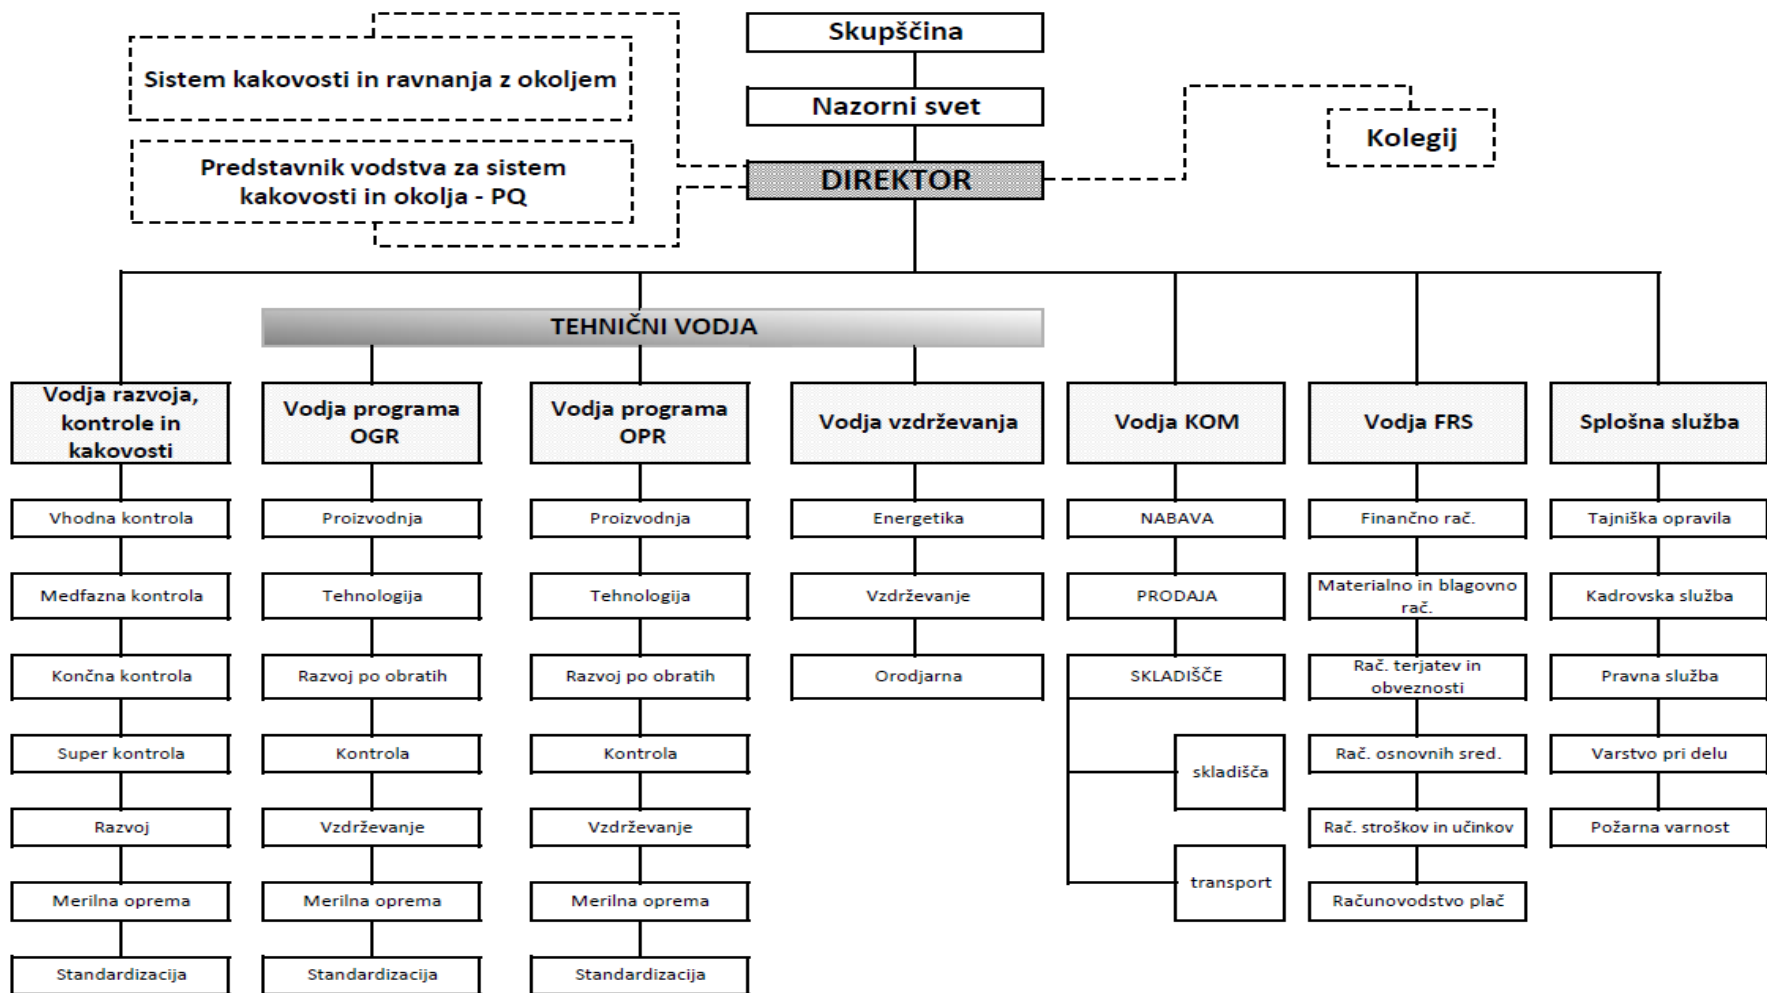 Skupščina
Sistem kakovosti in ravnanja z okoljem
Nazorni svet
Kolegij
Predstavnik vodstva za sistem
kakovosti in okolja - PQ
DIREKTOR
TEHNIČNI VODJA
Vodja razvoja,
kontrole in
kakovosti
Vodja programa
OGR
Vodja programa
OPR
Vodja vzdrževanja
Vodja KOM
Vodja FRS
Splošna služba
Vhodna kontrola
Proizvodnja
Proizvodnja
Energetika
NABAVA
Finančno rač.
Tajniška opravila
Medfazna kontrola
Tehnologija
Tehnologija
Vzdrževanje
PRODAJA
Materialno in blagovno
rač.
Kadrovska služba
Končna kontrola
Razvoj po obratih
Razvoj po obratih
Orodjarna
SKLADIŠČE
Rač. terjatev in
obveznosti
Pravna služba
Super kontrola
Kontrola
Kontrola
skladišča
Rač. osnovnih sred.
Varstvo pri delu
Razvoj
Vzdrževanje
Vzdrževanje
Rač. stroškov in učinkov
Požarna varnost
Merilna oprema
Merilna oprema
Merilna oprema
transport
Računovodstvo plač
Standardizacija
Standardizacija
Standardizacija